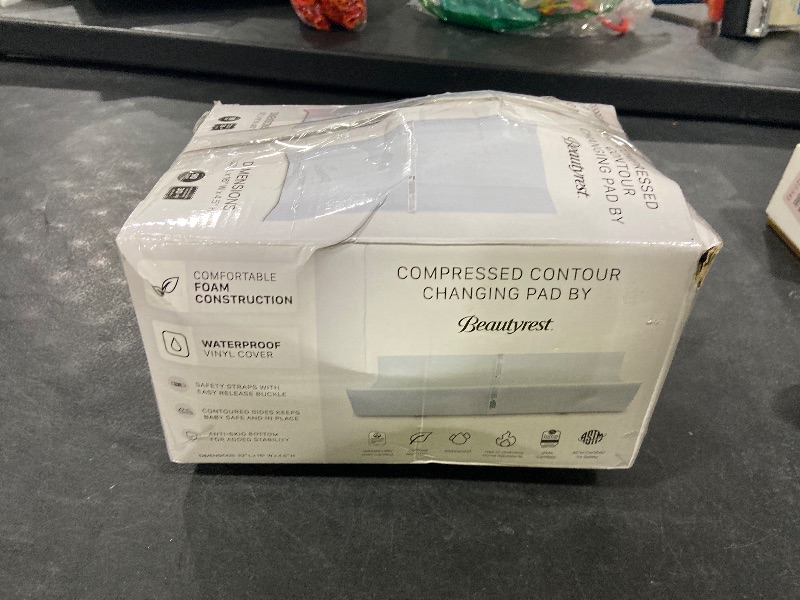 DIMENSIONS
COMPRESSED
CONTOUR
CHANGING PAD BY
Beautyrest
COMFORTABLE
FOAM
CONSTRUCTION
WATERPROOF
VINYL COVER
SAFETY STRAPS WITH
EASY RELEASE BUCKLE
CONTOURED SIDES KEEPS
BABY SAFE AND IN PLACE
ANTI-SKID BOTTOM
FOR ADDED STABILITY
COMPRESSED CONTOUR
CHANGING PAD BY
Beautyrest
ASTM